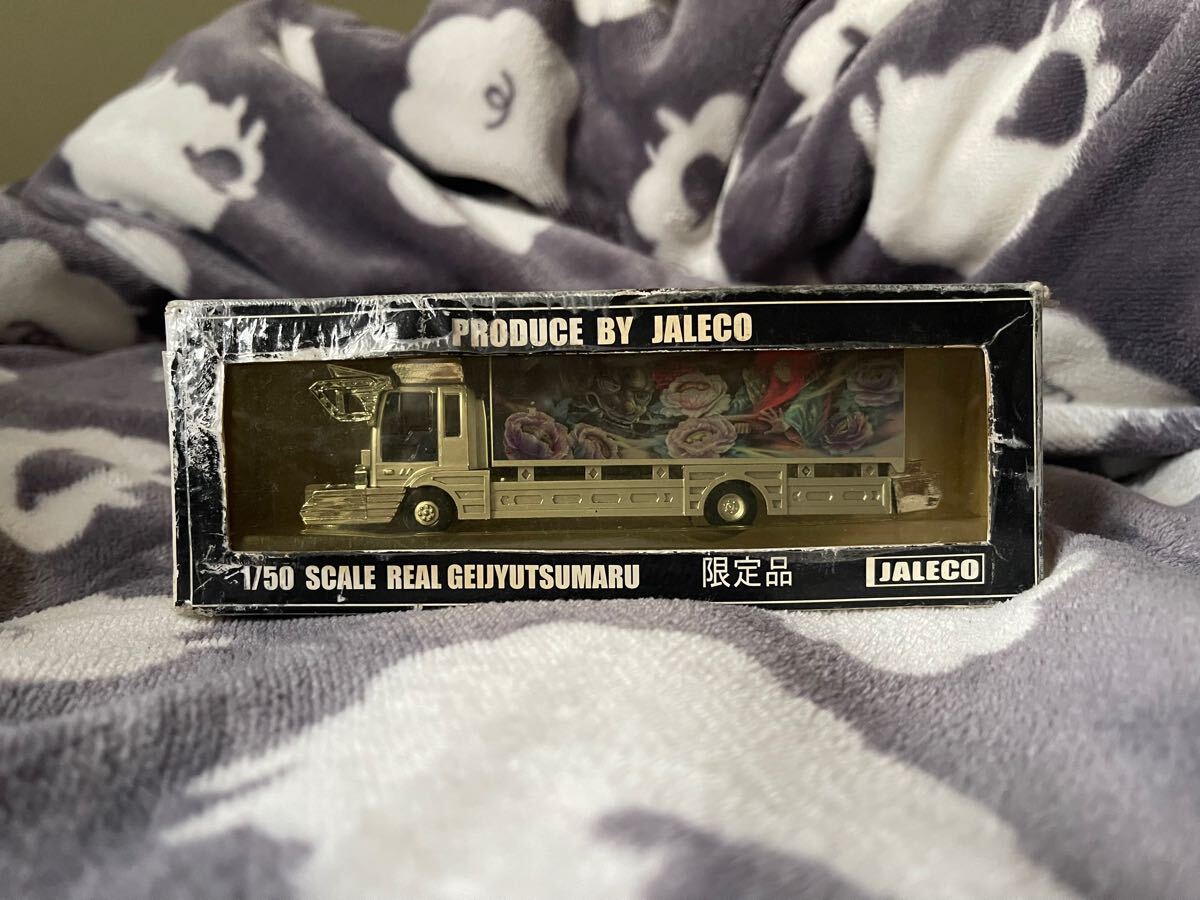 PRODUCE BY JALECO
1/50 SCALE REAL GEIJYUTSUMARU 限定品 JALECO